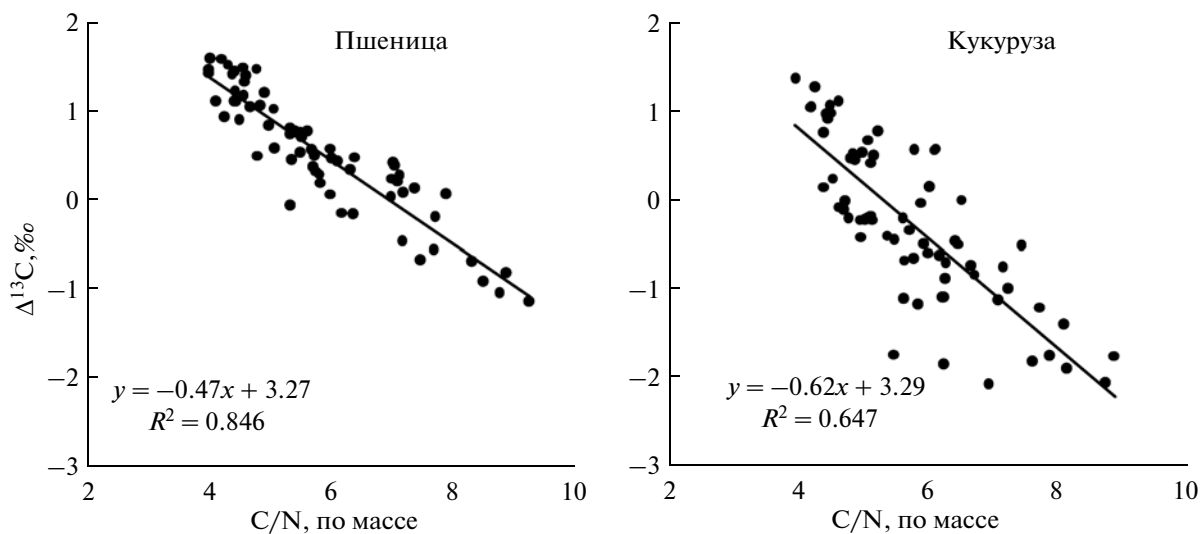 Пшеница
2
1
0
−1
−2
−3
Δ¹³C,‰
y = −0.47x + 3.27
R² = 0.846
2 4 6 8 10
C/N, по массе
Кукуруза
2
1
0
−1
−2
−3
y = −0.62x + 3.29
R² = 0.647
2 4 6 8 10
C/N, по массе